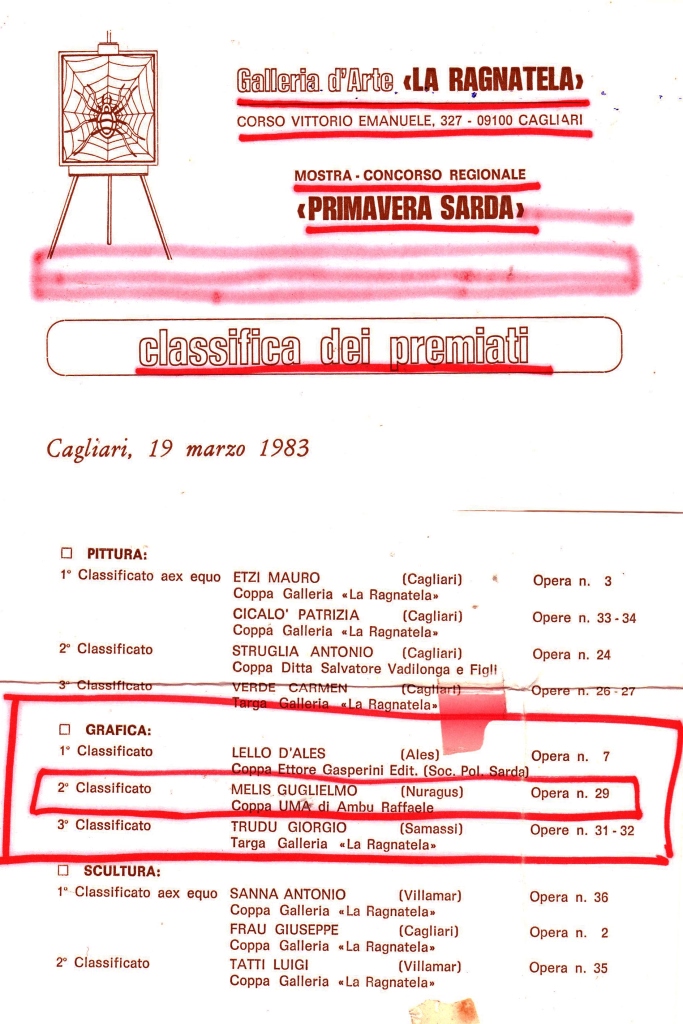 Galleria d'Arte «LA RAGNATELA»
CORSO VITTORIO EMANUELE, 327 - 09100 CAGLIARI
MOSTRA - CONCORSO REGIONALE
«PRIMAVERA SARDA»
classifica dei premiati
Cagliari, 19 marzo 1983
PITTURA:
1° Classificato aex equo ETZI MAURO (Cagliari) Opera n. 3
Coppa Galleria «La Ragnatela»
CICALO' PATRIZIA (Cagliari) Opere n. 33-34
Coppa Galleria «La Ragnatela»
2° Classificato STRUGLIA ANTONIO (Cagliari) Opera n. 24
Coppa Ditta Salvatore Vadilonga e Figli
3° Classificato VERDE CARMEN (Cagliari) Opere n. 26-27
Targa Galleria «La Ragnatela»
GRAFICA:
1° Classificato LELLO D'ALES (Ales) Opera n. 7
Coppa Ettore Gasperini Edit. (Soc. Pol. Sarda)
2° Classificato MELIS GUGLIELMO (Nuragus) Opera n. 29
Coppa UMA di Ambu Raffaele
3° Classificato TRUDU GIORGIO (Samassi) Opere n. 31-32
Targa Galleria «La Ragnatela»
SCULTURA:
1° Classificato aex equo SANNA ANTONIO (Villamar) Opera n. 36
Coppa Galleria «La Ragnatela»
FRAU GIUSEPPE (Cagliari) Opera n. 2
Coppa Galleria «La Ragnatela»
2° Classificato TATTI LUIGI (Villamar) Opera n. 35
Coppa Galleria «La Ragnatela»